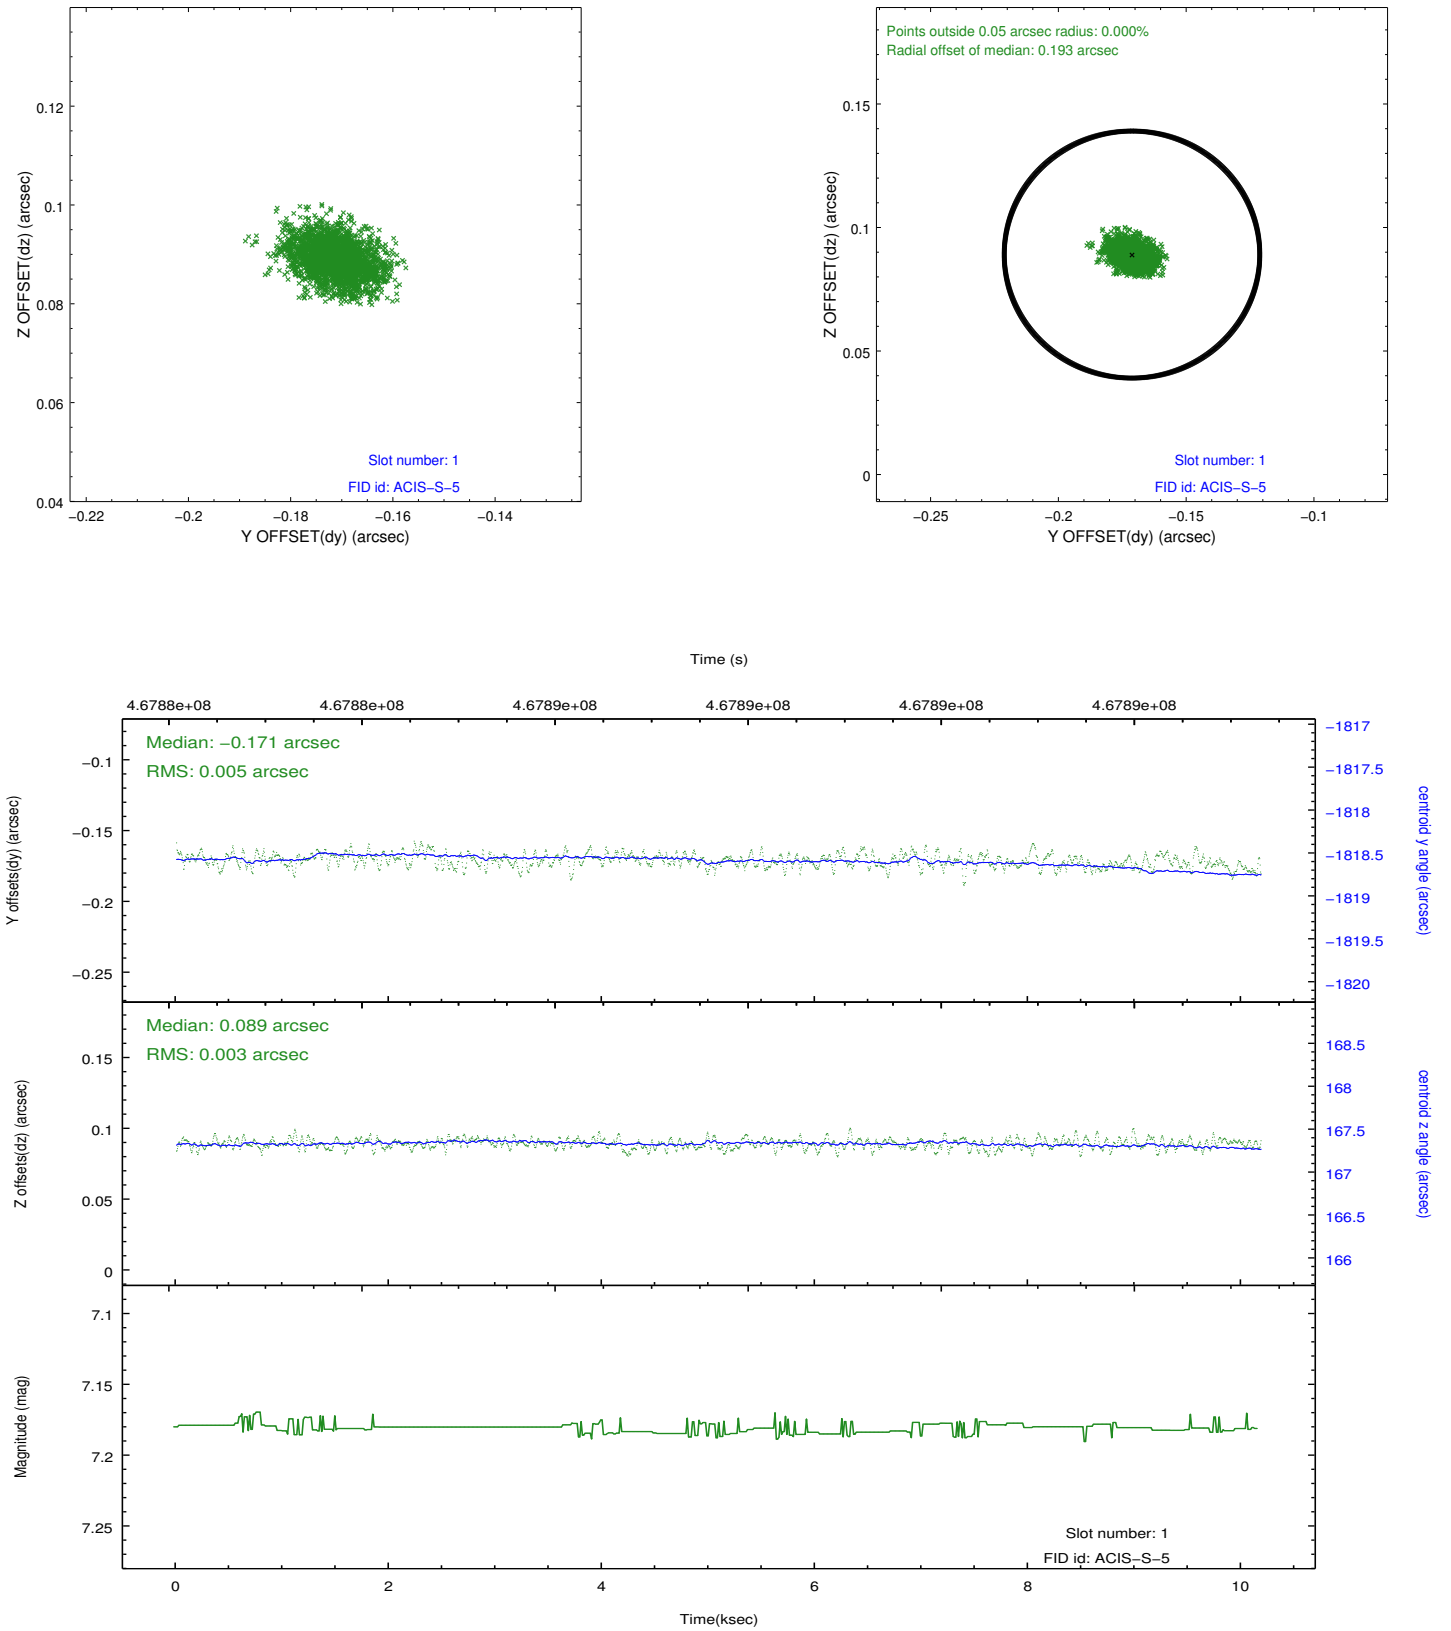 0.12
0.1
0.08
0.06
0.04
−0.22
−0.2
−0.18
−0.16
−0.14
Z OFFSET(dz) (arcsec)
Y OFFSET(dy) (arcsec)
Slot number: 1
FID id: ACIS−S−5
Points outside 0.05 arcsec radius: 0.000%
Radial offset of median: 0.193 arcsec
0.15
0.1
0.05
0
−0.25
−0.2
−0.15
−0.1
Z OFFSET(dz) (arcsec)
Y OFFSET(dy) (arcsec)
Slot number: 1
FID id: ACIS−S−5
Time (s)
4.6788e+08
4.6788e+08
4.6789e+08
4.6789e+08
4.6789e+08
4.6789e+08
Median: −0.171 arcsec
RMS: 0.005 arcsec
−0.1
−0.15
−0.2
−0.25
Y offsets(dy) (arcsec)
−1817
−1817.5
−1818
−1818.5
−1819
−1819.5
−1820
centroid y angle (arcsec)
Median: 0.089 arcsec
RMS: 0.003 arcsec
0.15
0.1
0.05
0
Z offsets(dz) (arcsec)
168.5
168
167.5
167
166.5
166
centroid z angle (arcsec)
7.1
7.15
7.2
7.25
Magnitude (mag)
Slot number: 1
FID id: ACIS−S−5
0
2
4
6
8
10
Time(ksec)